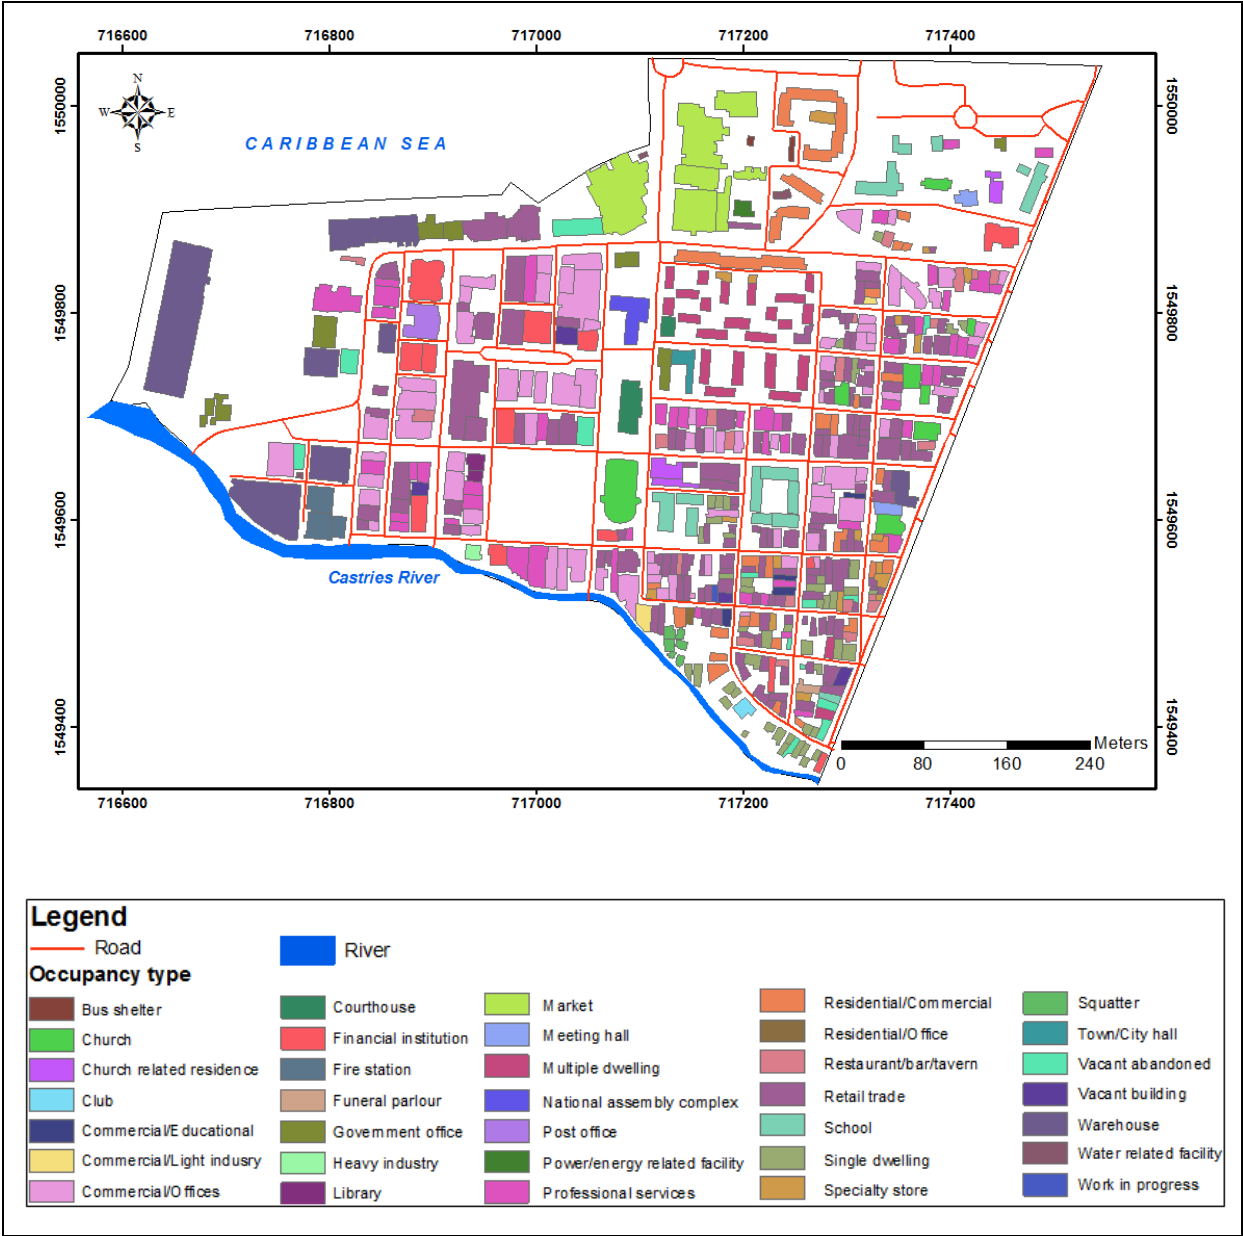 716600 716800 717000 717200 717400
1550000 1550000
N
W E
S
CARIBBEAN SEA
1549800 1549800
1549600 1549600
Castries River
1549400 1549400
Meters
0 80 160 240
716600 716800 717000 717200 717400
Legend
Road
River
Occupancy type
Bus shelter
Church
Church related residence
Club
Commercial/Educational
Commercial/Light indusry
Commercial/Offices
Courthouse
Financial institution
Fire station
Funeral parlour
Government office
Heavy industry
Library
Market
Meeting hall
Multiple dwelling
National assembly complex
Post office
Power/energy related facility
Professional services
Residential/Commercial
Residential/Office
Restaurant/bar/tavern
Retail trade
School
Single dwelling
Specialty store
Squatter
Town/City hall
Vacant abandoned
Vacant building
Warehouse
Water related facility
Work in progress